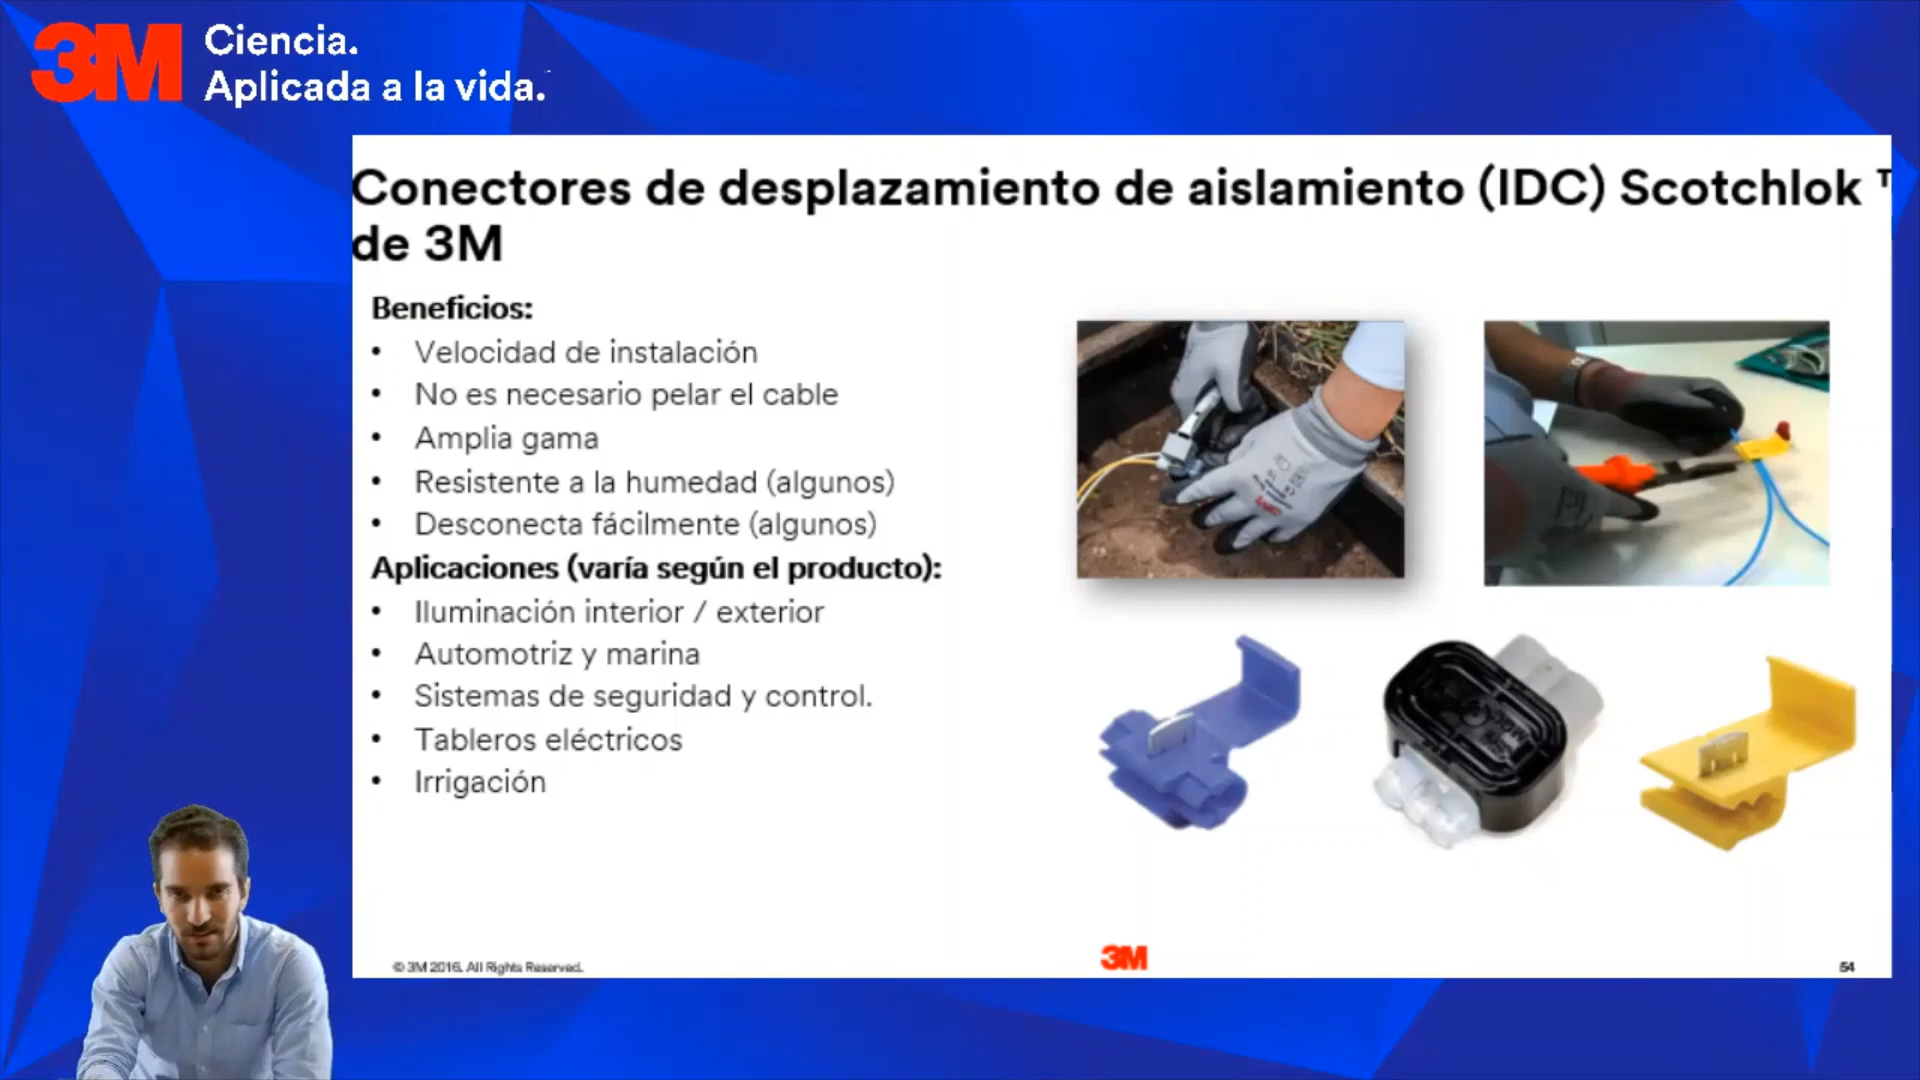 3M Ciencia.
Aplicada a la vida.
Conectores de desplazamiento de aislamiento (IDC) Scotchlok T
de 3M
Beneficios:
• Velocidad de instalación
• No es necesario pelar el cable
• Amplia gama
• Resistente a la humedad (algunos)
• Desconecta fácilmente (algunos)
Aplicaciones (varía según el producto):
• Iluminación interior / exterior
• Automotriz y marina
• Sistemas de seguridad y control.
• Tableros eléctricos
• Irrigación
© 3M 2016. All Rights Reserved.
3M
54